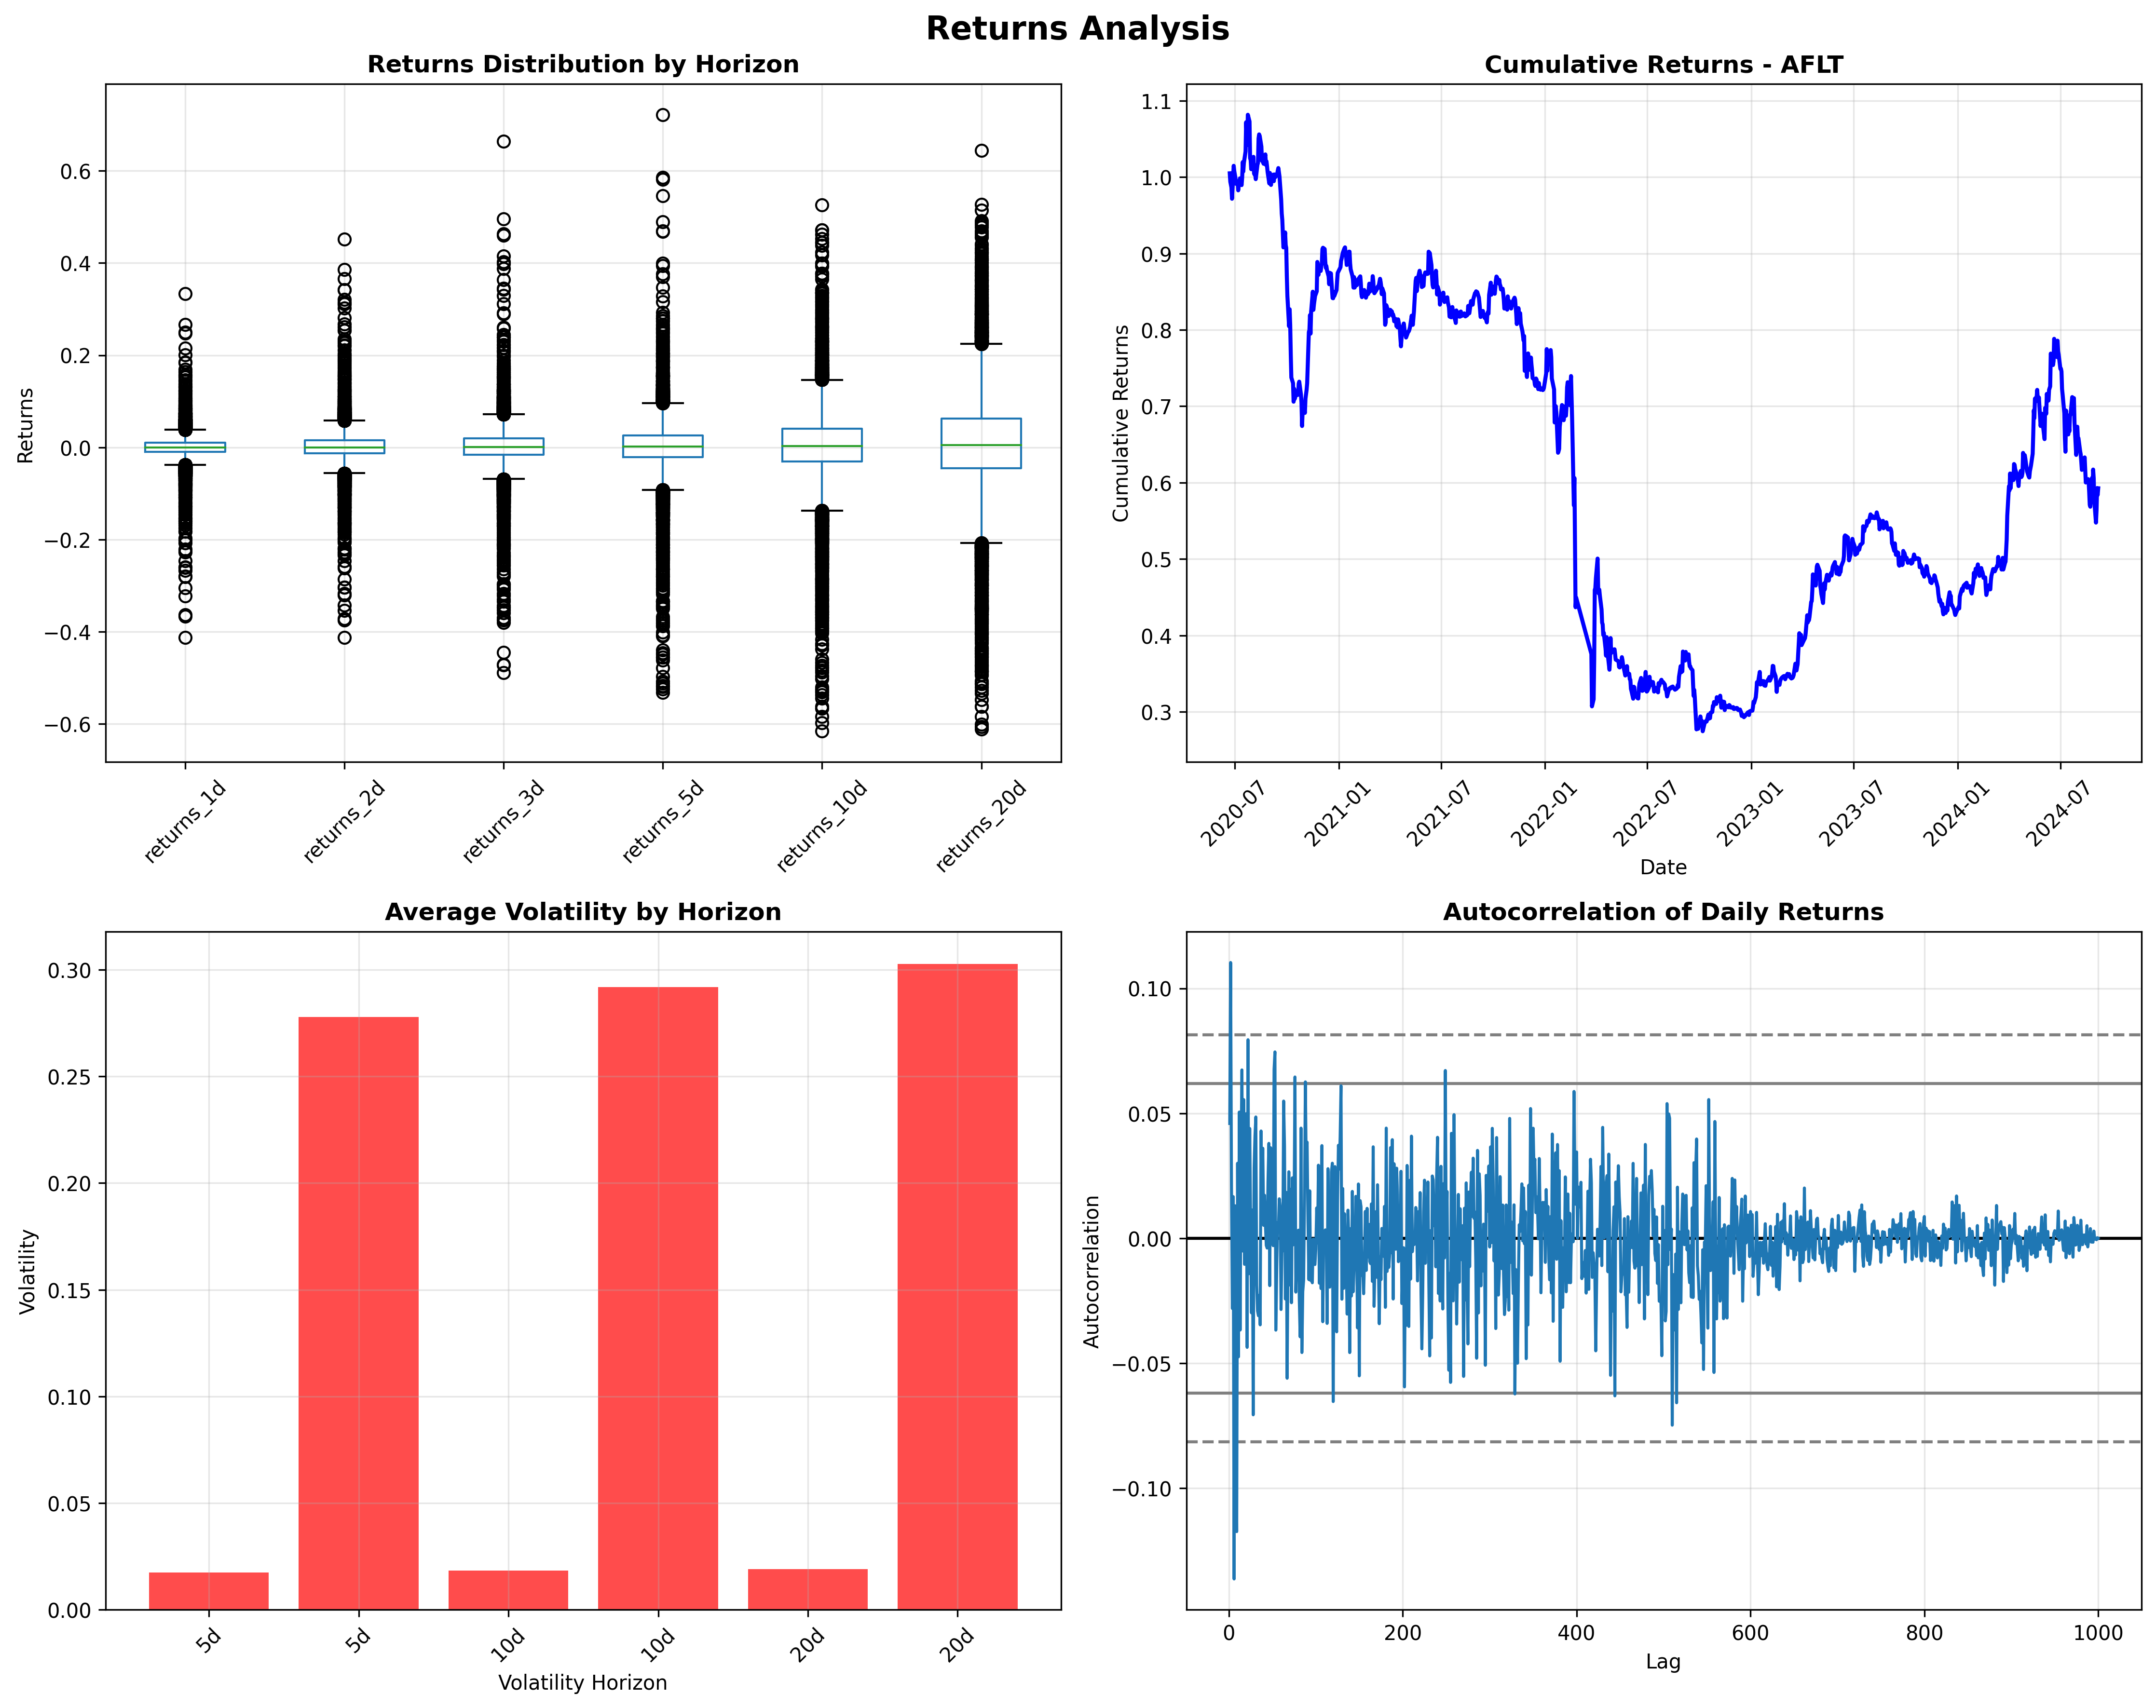 Returns Analysis
Returns Distribution by Horizon
Returns
0.6
0.4
0.2
0.0
−0.2
−0.4
−0.6
returns_1d
returns_2d
returns_3d
returns_5d
returns_10d
returns_20d
Cumulative Returns - AFLT
Cumulative Returns
1.1
1.0
0.9
0.8
0.7
0.6
0.5
0.4
0.3
2020-07
2021-01
2021-07
2022-01
2022-07
2023-01
2023-07
2024-01
2024-07
Date
Average Volatility by Horizon
Volatility
0.30
0.25
0.20
0.15
0.10
0.05
0.00
5d
5d
10d
10d
20d
20d
Volatility Horizon
Autocorrelation of Daily Returns
Autocorrelation
0.10
0.05
0.00
−0.05
−0.10
0
200
400
600
800
1000
Lag